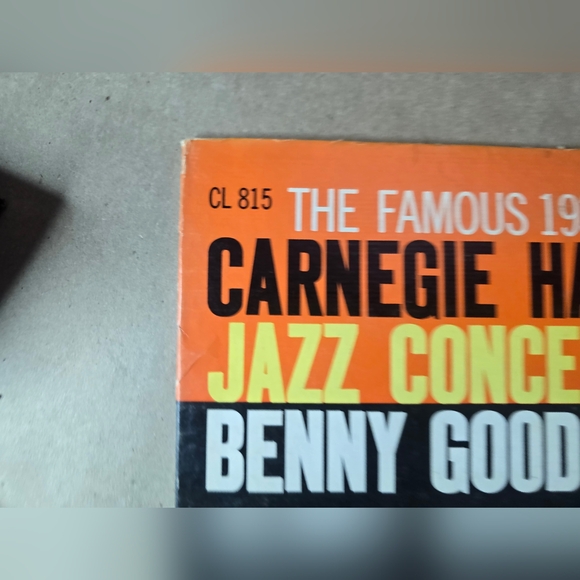 CL 815 THE FAMOUS 19
CARNEGIE HA
JAZZ CONCE
BENNY GOOD